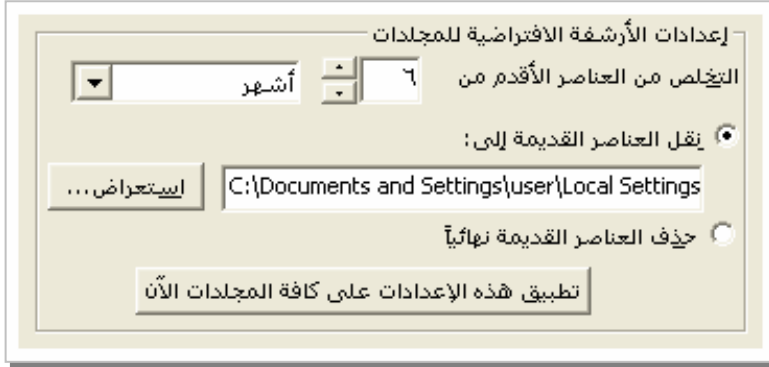 إعدادات الأرشفة الافتراضية للمجلدات
التخلص من العناصر الأقدم من ٦ أشهر
نقل العناصر القديمة إلى:
C:\Documents and Settings\user\Local Settings استعراض...
حذف العناصر القديمة نهائياً
تطبيق هذه الإعدادات على كافة المجلدات الآن